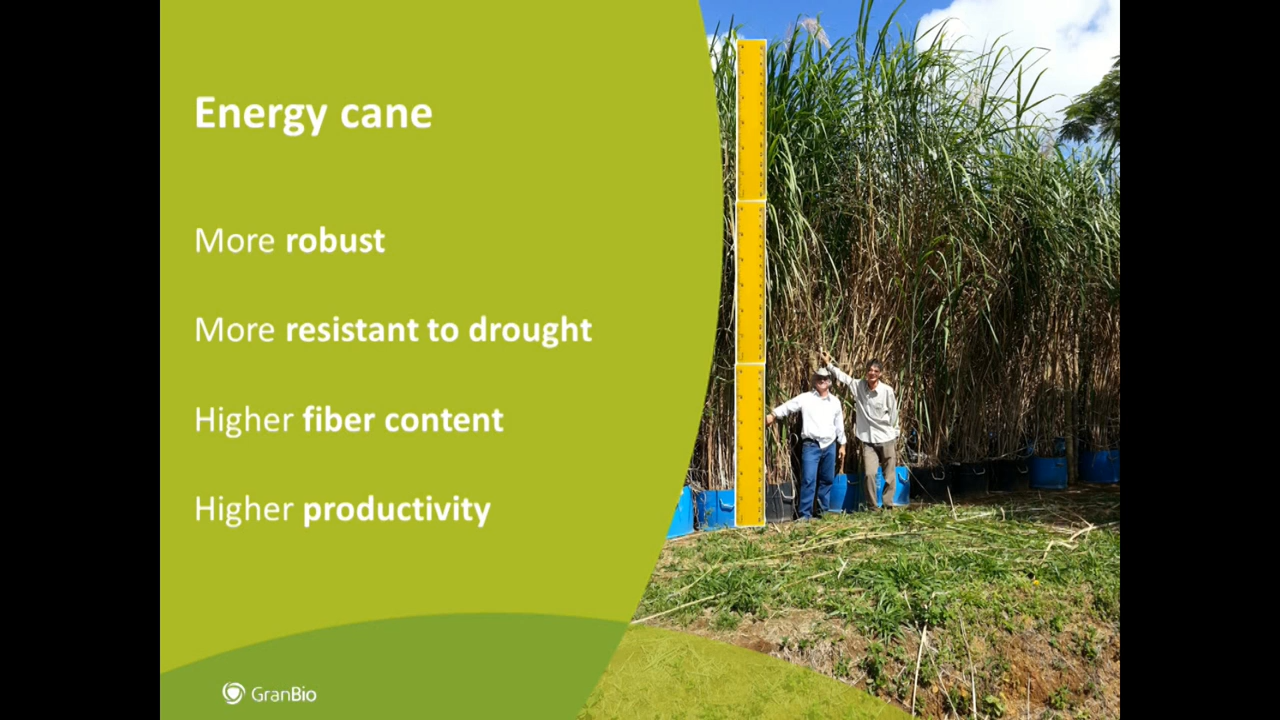 Energy cane
More robust
More resistant to drought
Higher fiber content
Higher productivity
GranBio